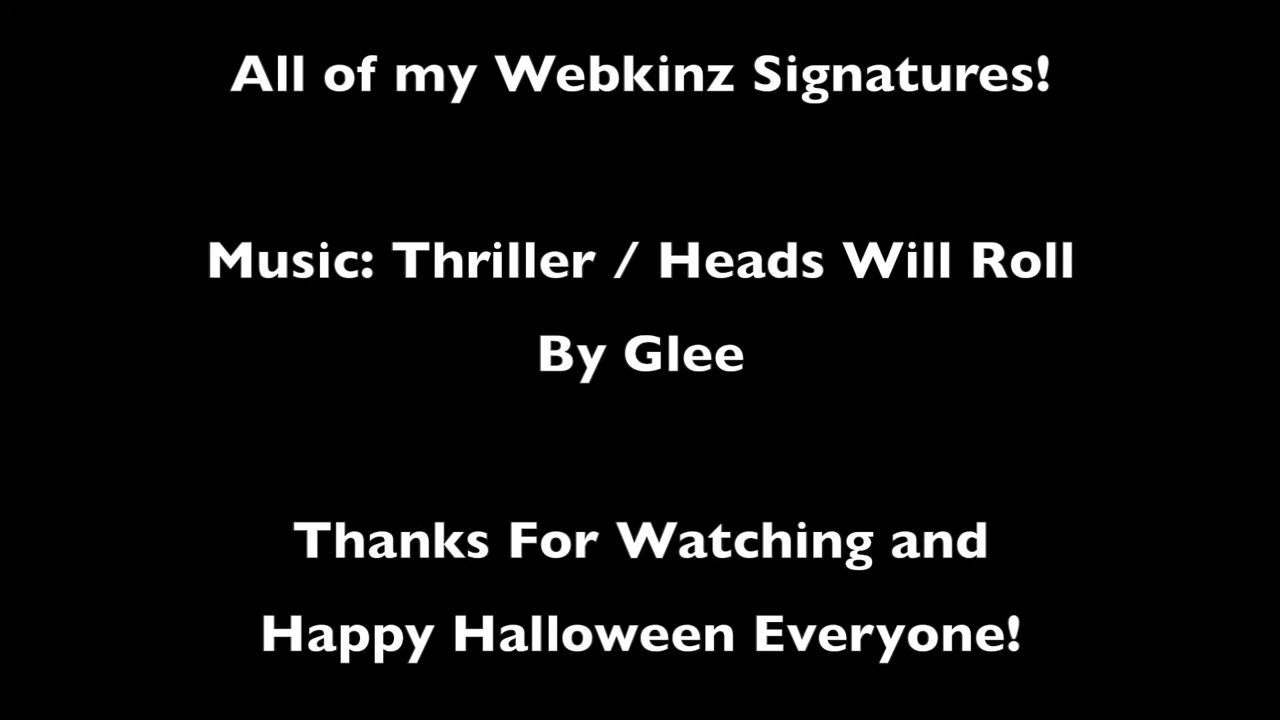 All of my Webkinz Signatures!
Music: Thriller / Heads Will Roll
By Glee
Thanks For Watching and
Happy Halloween Everyone!